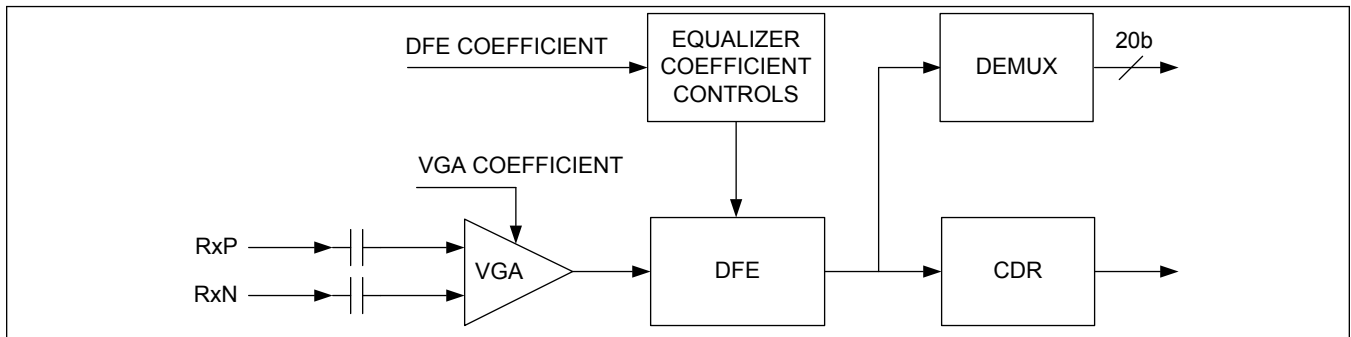 DFE COEFFICIENT
EQUALIZER
COEFFICIENT
CONTROLS
DEMUX
20b
VGA COEFFICIENT
RxP
RxN
VGA
DFE
CDR